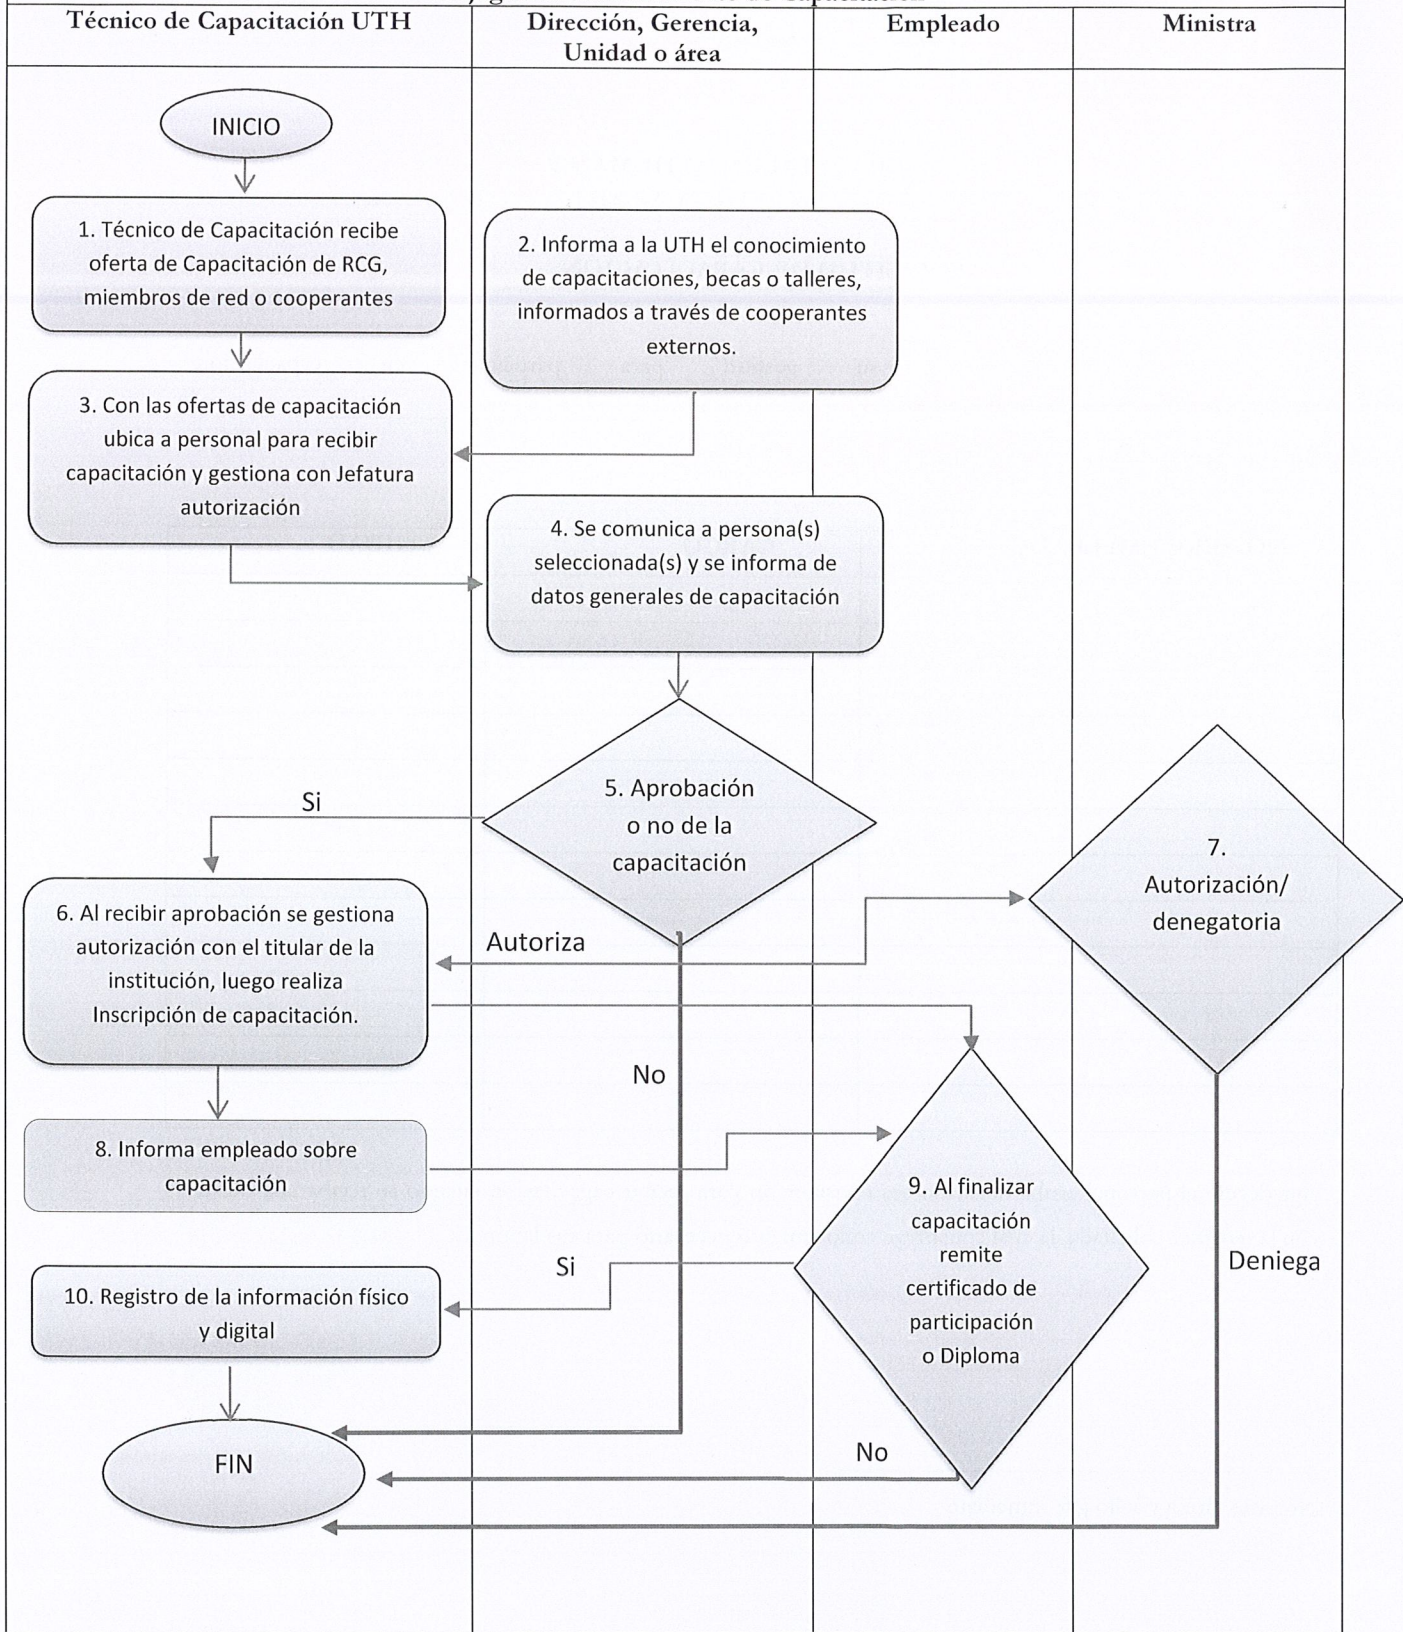 Técnico de Capacitación UTH
Dirección, Gerencia,
Unidad o área
Empleado
Ministra
INICIO
1. Técnico de Capacitación recibe
oferta de Capacitación de RCG,
miembros de red o cooperantes
2. Informa a la UTH el conocimiento
de capacitaciones, becas o talleres,
informados a través de cooperantes
externos.
3. Con las ofertas de capacitación
ubica a personal para recibir
capacitación y gestiona con Jefatura
autorización
4. Se comunica a persona(s)
seleccionada(s) y se informa de
datos generales de capacitación
5. Aprobación
o no de la
capacitación
Si
7.
Autorización/
denegatoria
6. Al recibir aprobación se gestiona
autorización con el titular de la
institución, luego realiza
Inscripción de capacitación.
Autoriza
No
8. Informa empleado sobre
capacitación
9. Al finalizar
capacitación
remite
certificado de
participación
o Diploma
Si
Deniega
10. Registro de la información físico
y digital
No
FIN